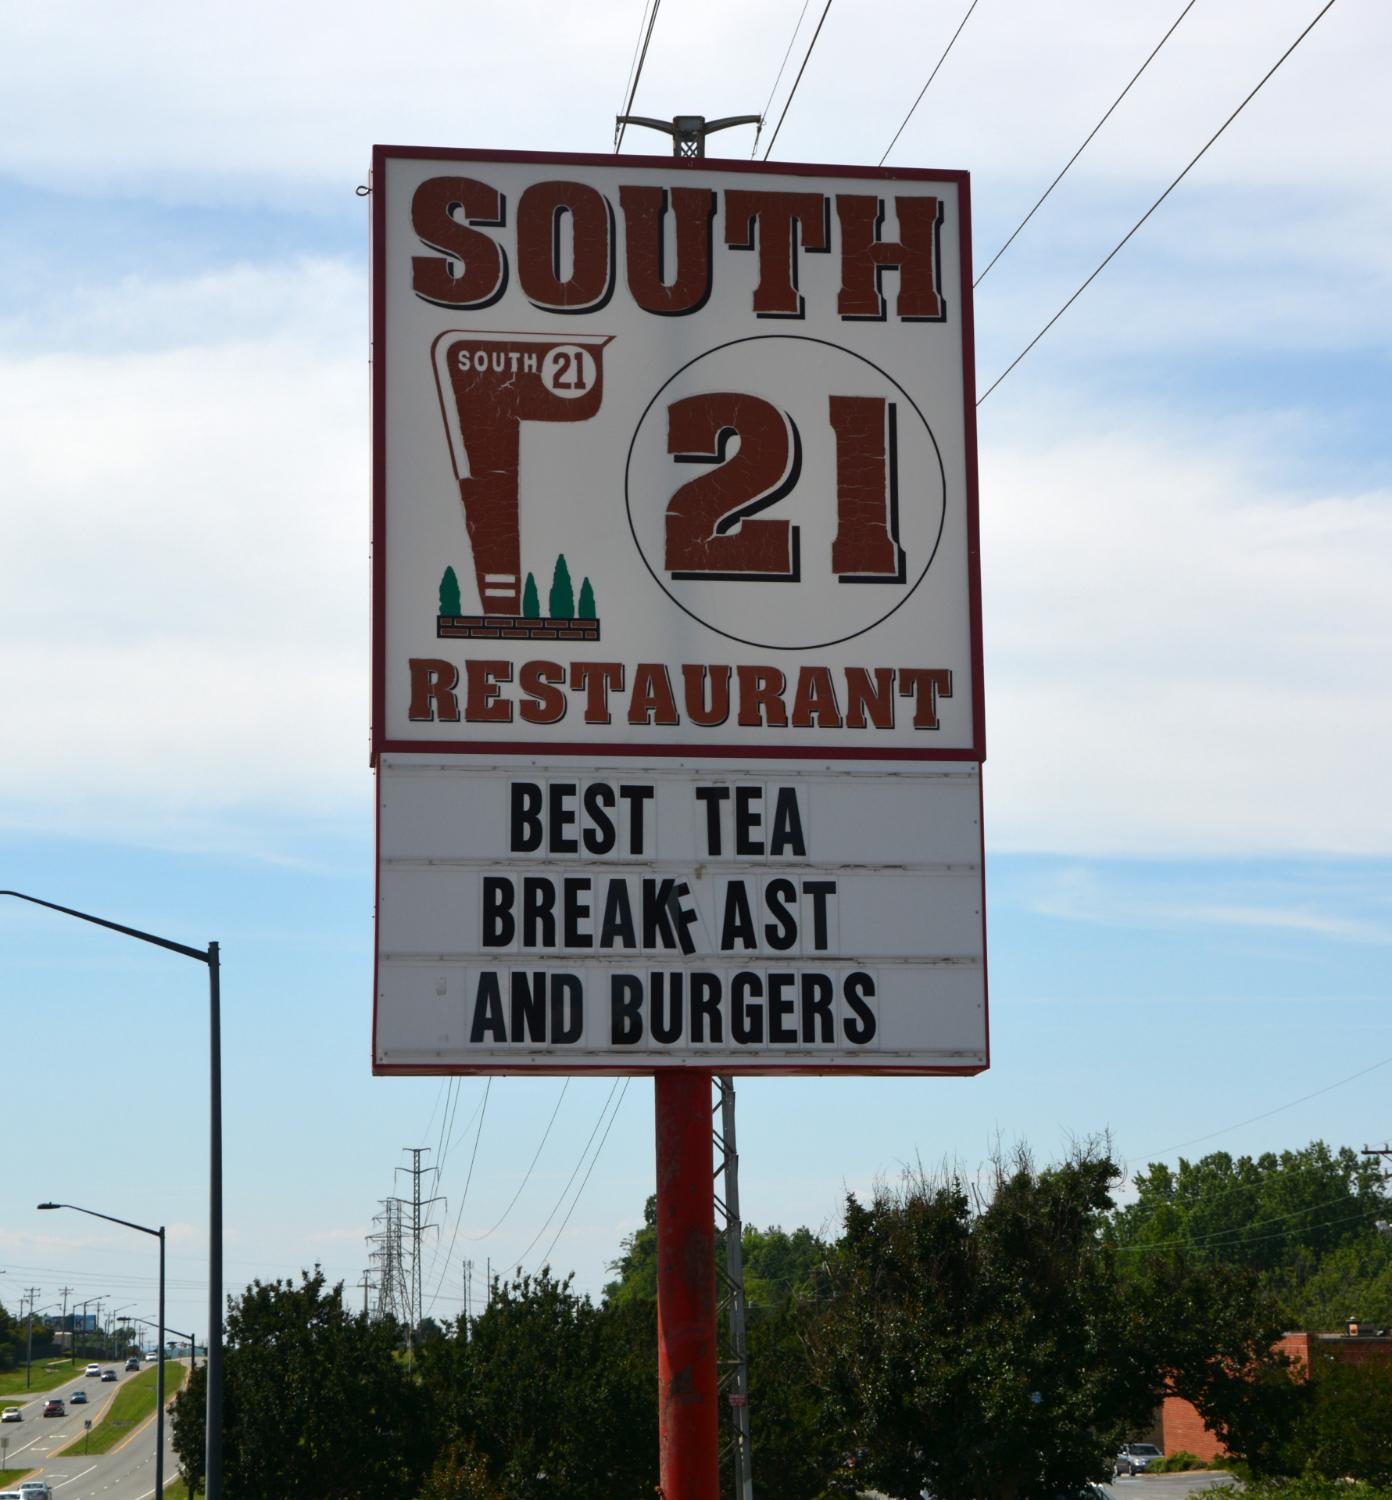 SOUTH
SOUTH 21
21
RESTAURANT
BEST TEA
BREAKFAST
AND BURGERS